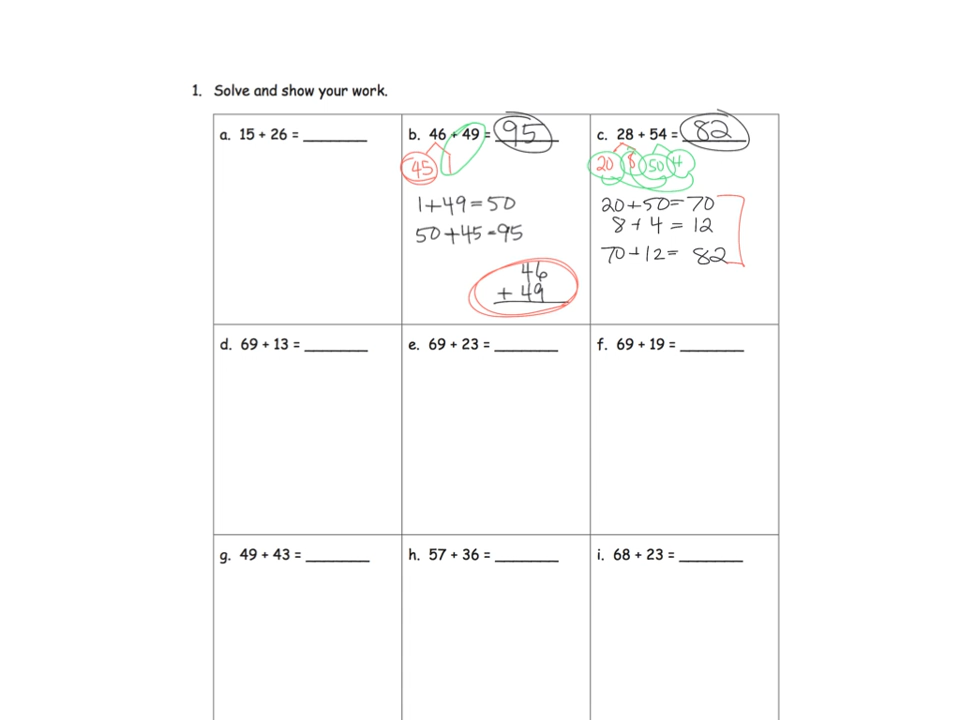 1. Solve and show your work.
a. 15 + 26 = ________
b. 46 + 49 = 95
45 1
1+49=50
50+45=95
46
+ 49
c. 28 + 54 = 82
20 8 50 4
20+50=70
8+4=12
70+12=82
d. 69 + 13 = ________
e. 69 + 23 = ________
f. 69 + 19 = ________
g. 49 + 43 = ________
h. 57 + 36 = ________
i. 68 + 23 = ________